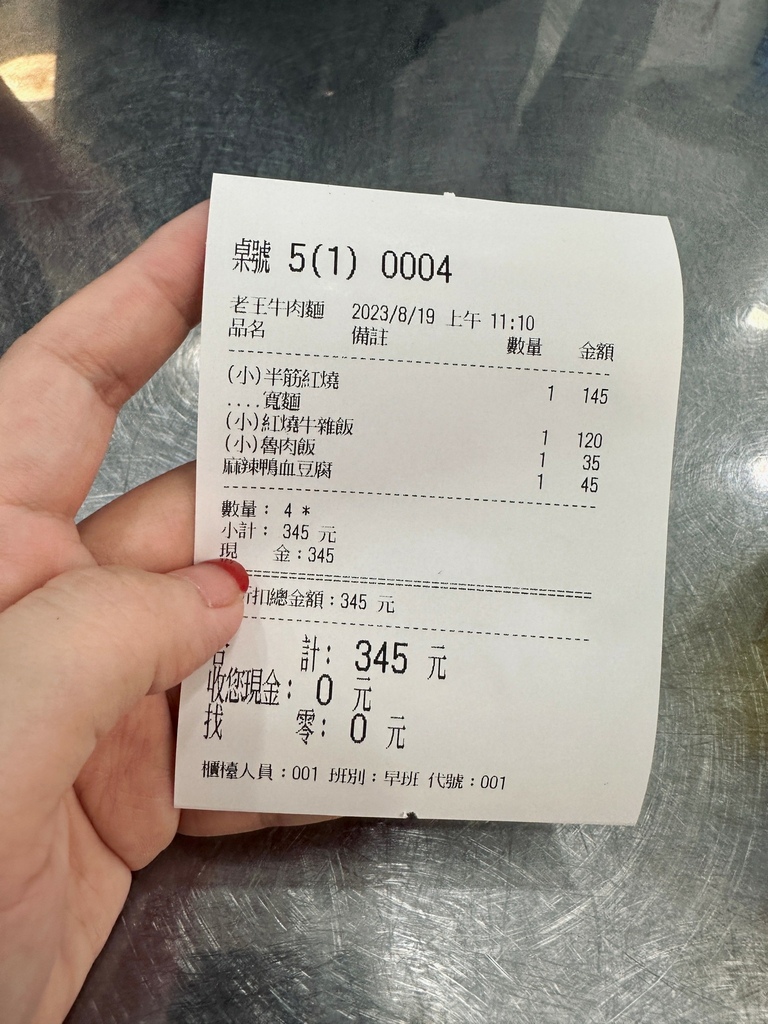 桌號 5(1) 0004
老王牛肉麵 2023/8/19 上午 11:10
品名 備註 數量 金額
(小)半筋紅燒 1 145
....寬麵
(小)紅燒牛雜飯 1 120
(小)魯肉飯 1 35
麻辣鴨血豆腐 1 45
數量： 4 *
小計： 345 元
現 金：345
折扣總金額：345 元
合 計： 345 元
收您現金： 0 元
找 零： 0 元
櫃檯人員：001 班別：早班 代號：001